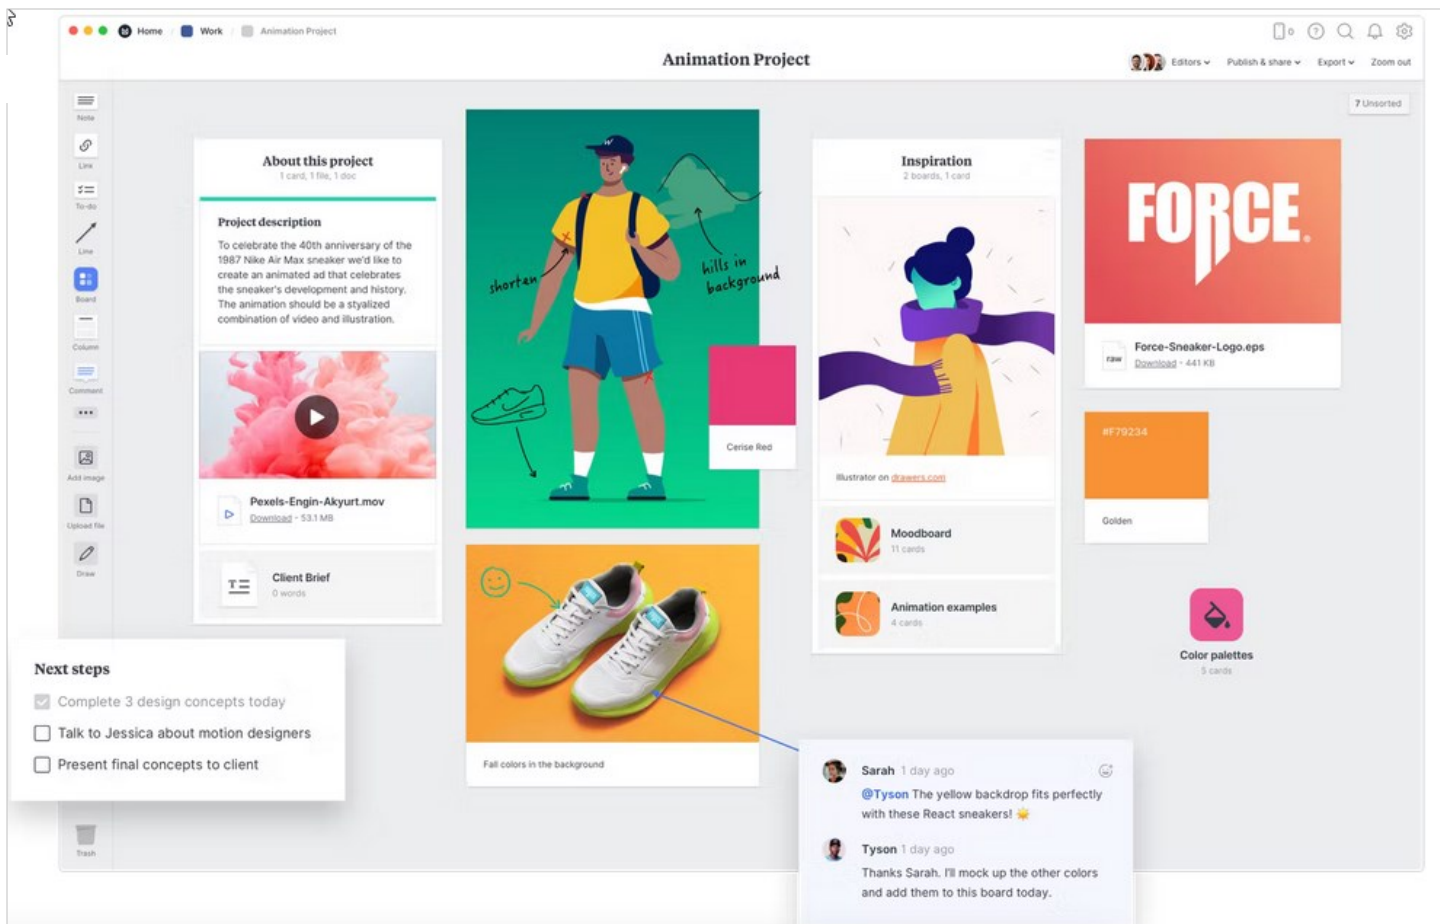 Home
Work
Animation Project
0
Animation Project
Editors
Publish & share
Export
Zoom out
7 Unsorted
Note
Link
To-do
Line
Board
Column
Comment
Add image
Upload file
Draw
Trash
About this project
1 card, 1 file, 1 doc
Project description
To celebrate the 40th anniversary of the
1987 Nike Air Max sneaker we'd like to
create an animated ad that celebrates
the sneaker's development and history.
The animation should be a styalized
combination of video and illustration.
Pexels-Engin-Akyurt.mov
Download - 53.1 MB
Client Brief
0 words
W
shorten
hills in
background
Cerise Red
Fall colors in the background
Inspiration
2 boards, 1 card
Illustrator on drawers.com
Moodboard
11 cards
Animation examples
4 cards
FORCE.
raw
Force-Sneaker-Logo.eps
Download - 441 KB
#F79234
Golden
Color palettes
5 cards
Next steps
Complete 3 design concepts today
Talk to Jessica about motion designers
Present final concepts to client
Sarah 1 day ago
@Tyson The yellow backdrop fits perfectly
with these React sneakers! ☀️
Tyson 1 day ago
Thanks Sarah. I'll mock up the other colors
and add them to this board today.